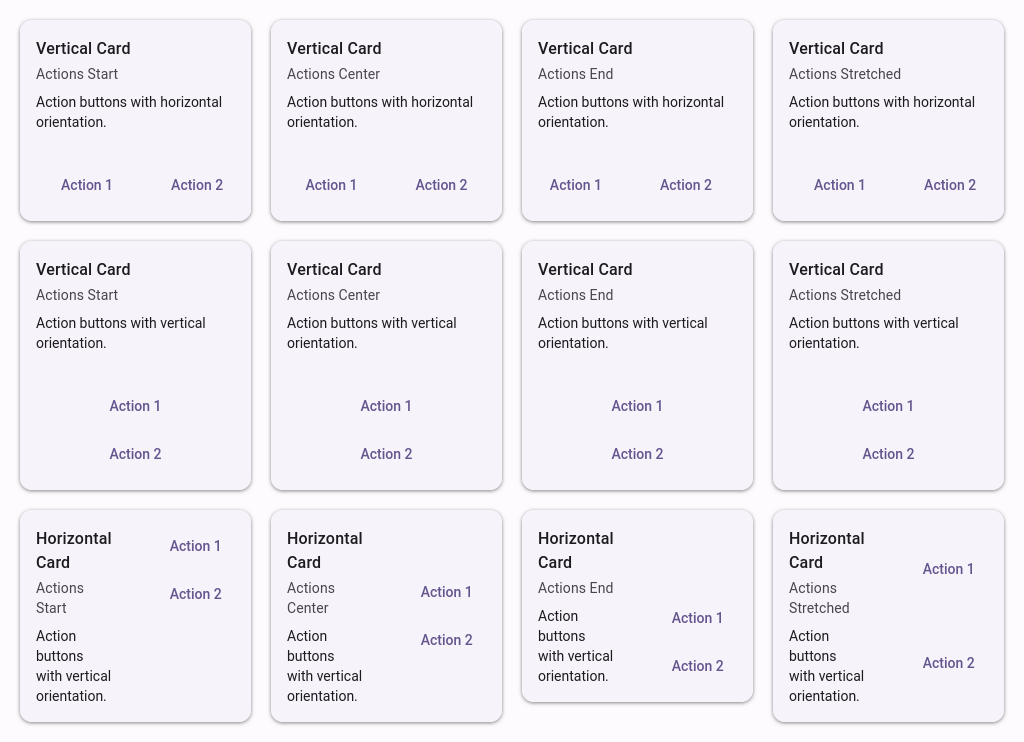 Vertical Card
Actions Start
Action buttons with horizontal
orientation.
Action 1 Action 2
Vertical Card
Actions Center
Action buttons with horizontal
orientation.
Action 1 Action 2
Vertical Card
Actions End
Action buttons with horizontal
orientation.
Action 1 Action 2
Vertical Card
Actions Stretched
Action buttons with horizontal
orientation.
Action 1 Action 2
Vertical Card
Actions Start
Action buttons with vertical
orientation.
Action 1
Action 2
Vertical Card
Actions Center
Action buttons with vertical
orientation.
Action 1
Action 2
Vertical Card
Actions End
Action buttons with vertical
orientation.
Action 1
Action 2
Vertical Card
Actions Stretched
Action buttons with vertical
orientation.
Action 1
Action 2
Horizontal
Card
Actions
Start
Action
buttons
with vertical
orientation.
Action 1
Action 2
Horizontal
Card
Actions
Center
Action
buttons
with vertical
orientation.
Action 1
Action 2
Horizontal
Card
Actions End
Action
buttons
with vertical
orientation.
Action 1
Action 2
Horizontal
Card
Actions
Stretched
Action
buttons
with vertical
orientation.
Action 1
Action 2